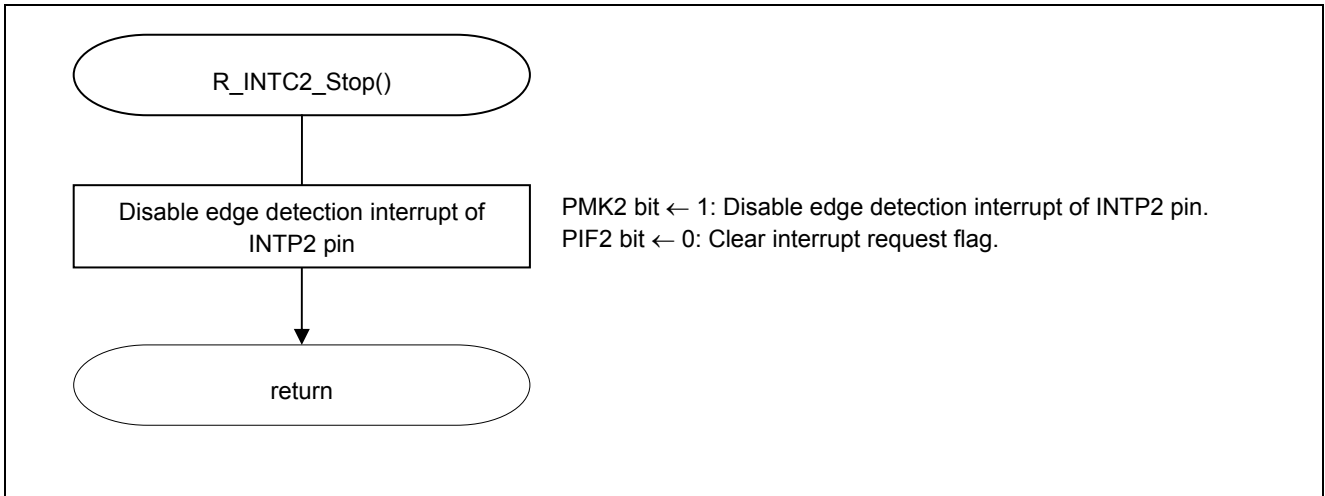 R_INTC2_Stop()
Disable edge detection interrupt of
INTP2 pin
PMK2 bit ← 1: Disable edge detection interrupt of INTP2 pin.
PIF2 bit ← 0: Clear interrupt request flag.
return